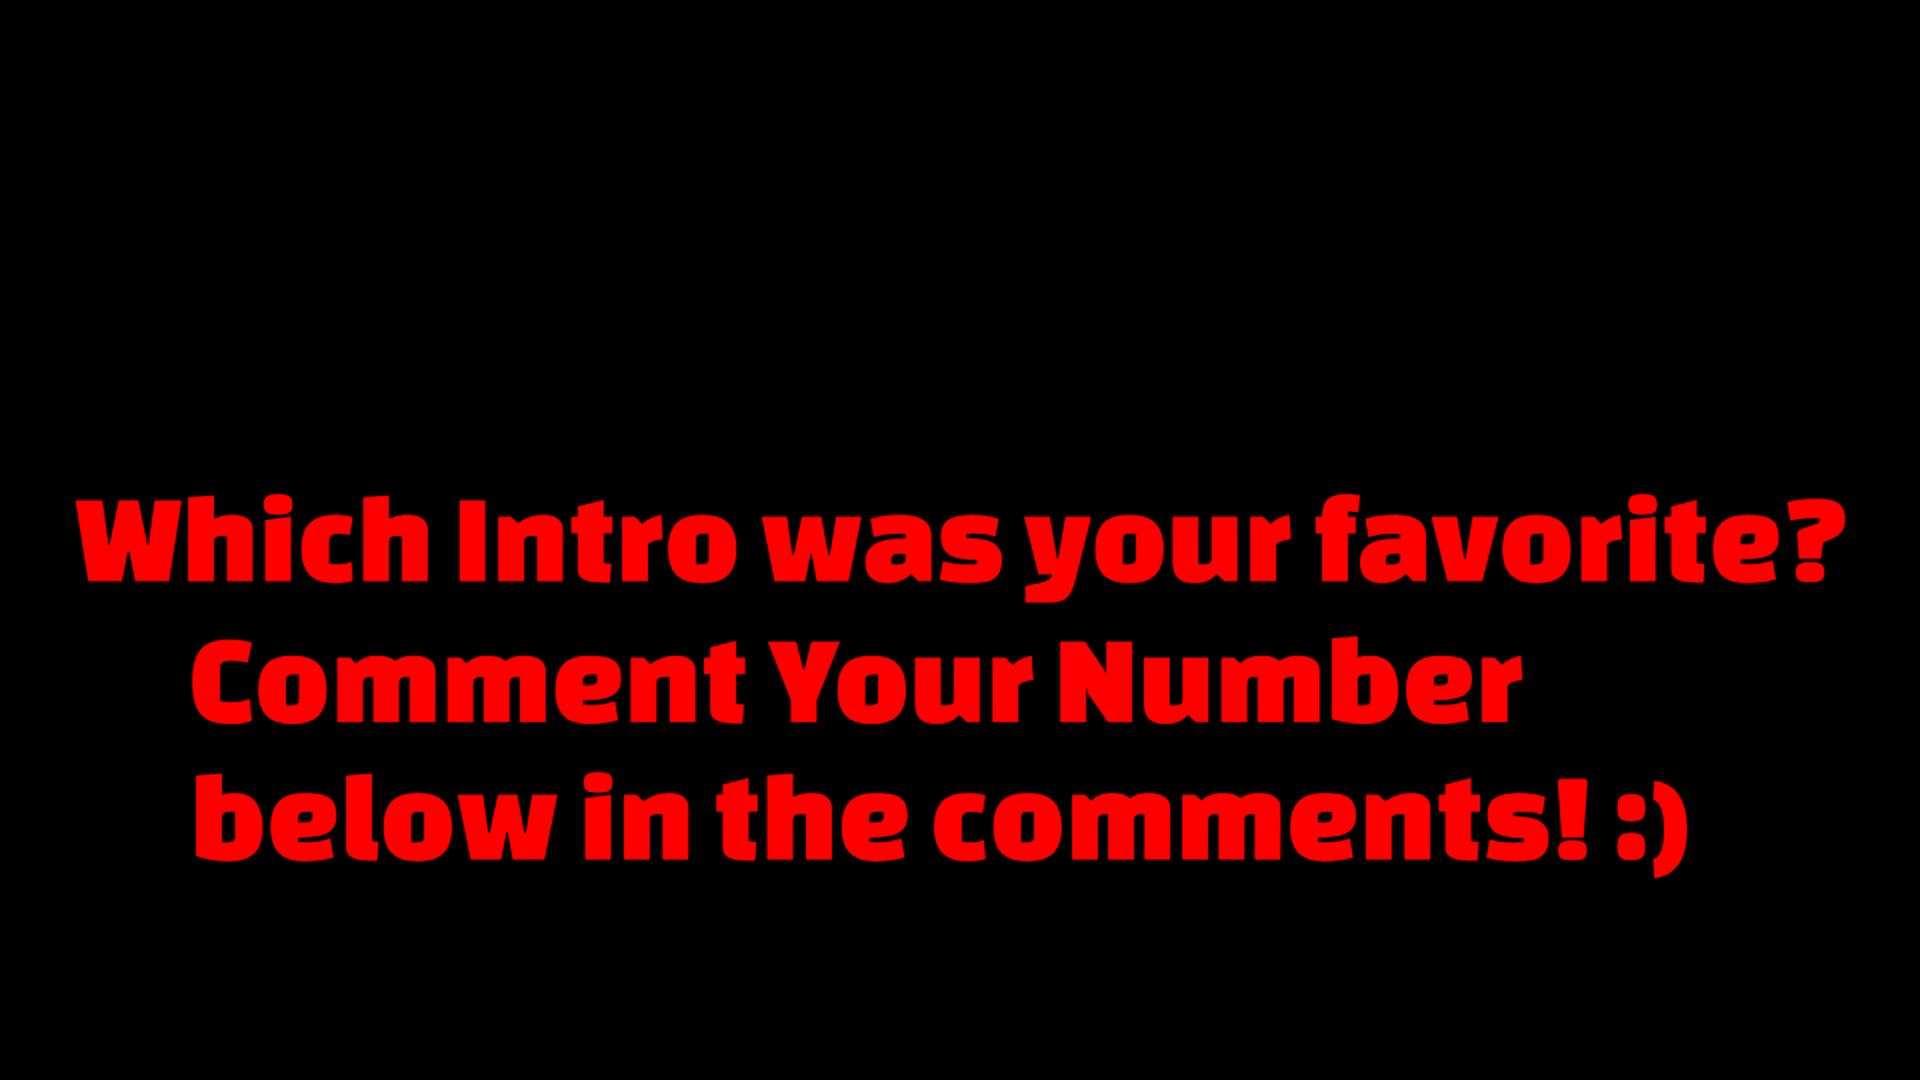 Which Intro was your favorite?
Comment Your Number
below in the comments! :)